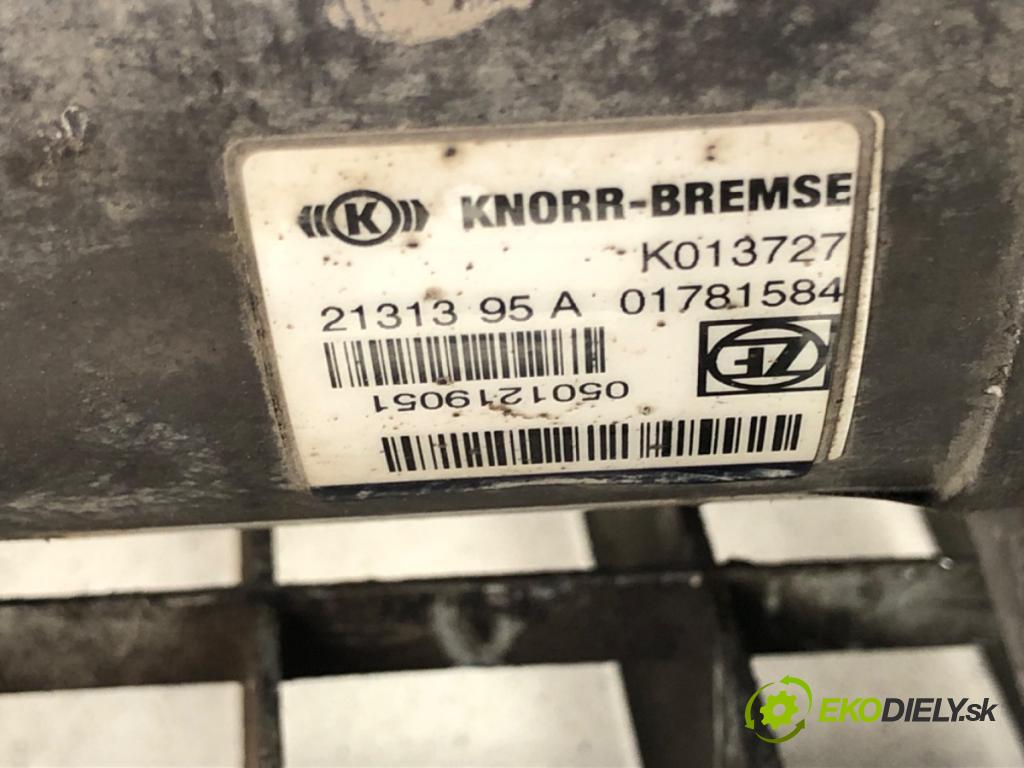 K KNORR-BREMSE
K013727
21313 95 A 01781584
ZF
0501219051
EKODIELY.sk